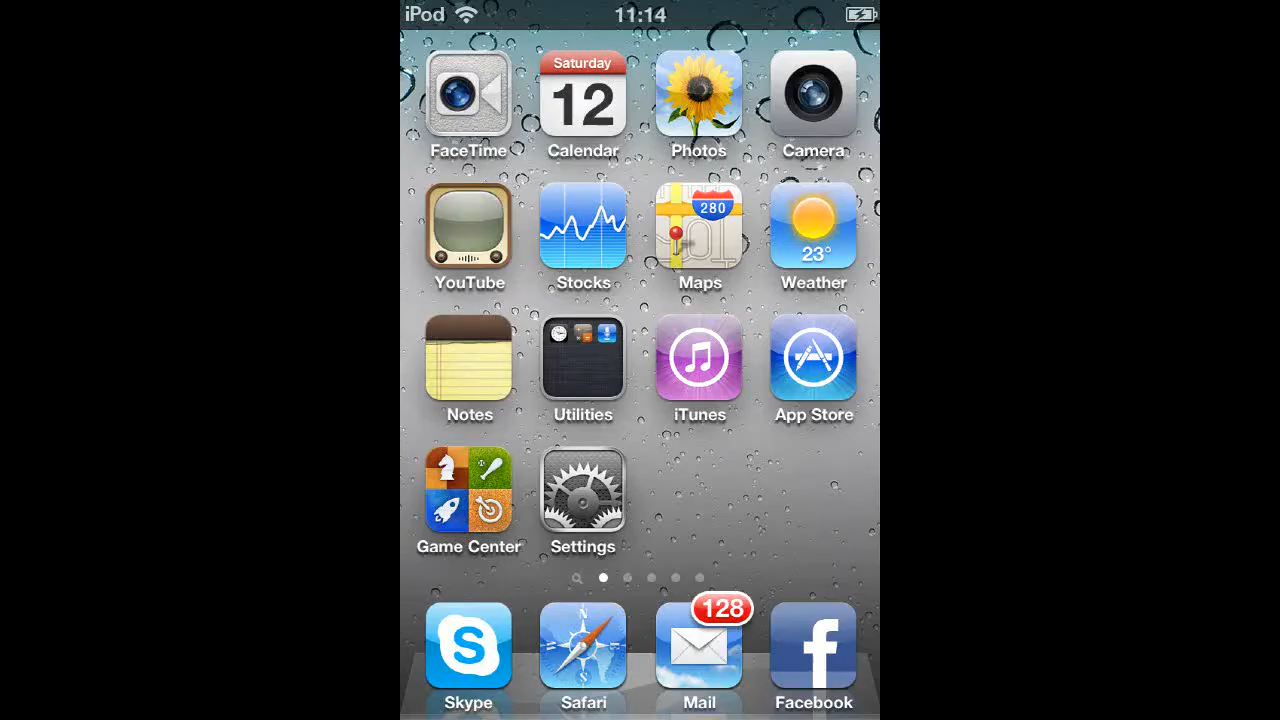 iPod 11:14
Saturday
12
FaceTime Calendar Photos Camera
280
23°
YouTube Stocks Maps Weather
Notes Utilities iTunes App Store
Game Center Settings
128
N
S
S
f
Skype Safari Mail Facebook